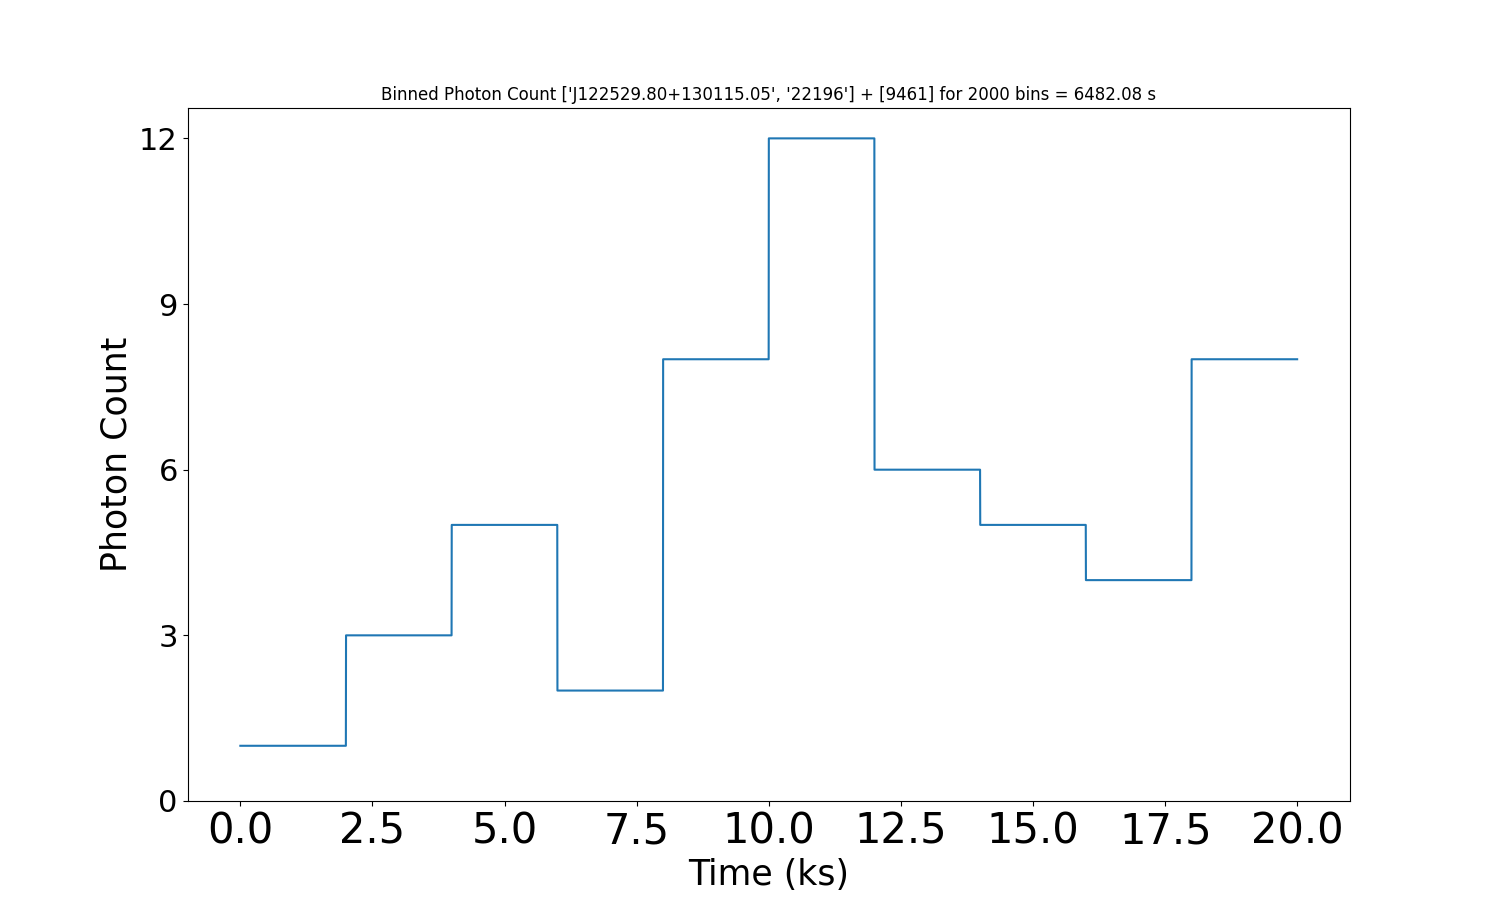 Binned Photon Count ['J122529.80+130115.05', '22196'] + [9461] for 2000 bins = 6482.08 s
12
9
6
3
0
Photon Count
0.0 2.5 5.0 7.5 10.0 12.5 15.0 17.5 20.0
Time (ks)